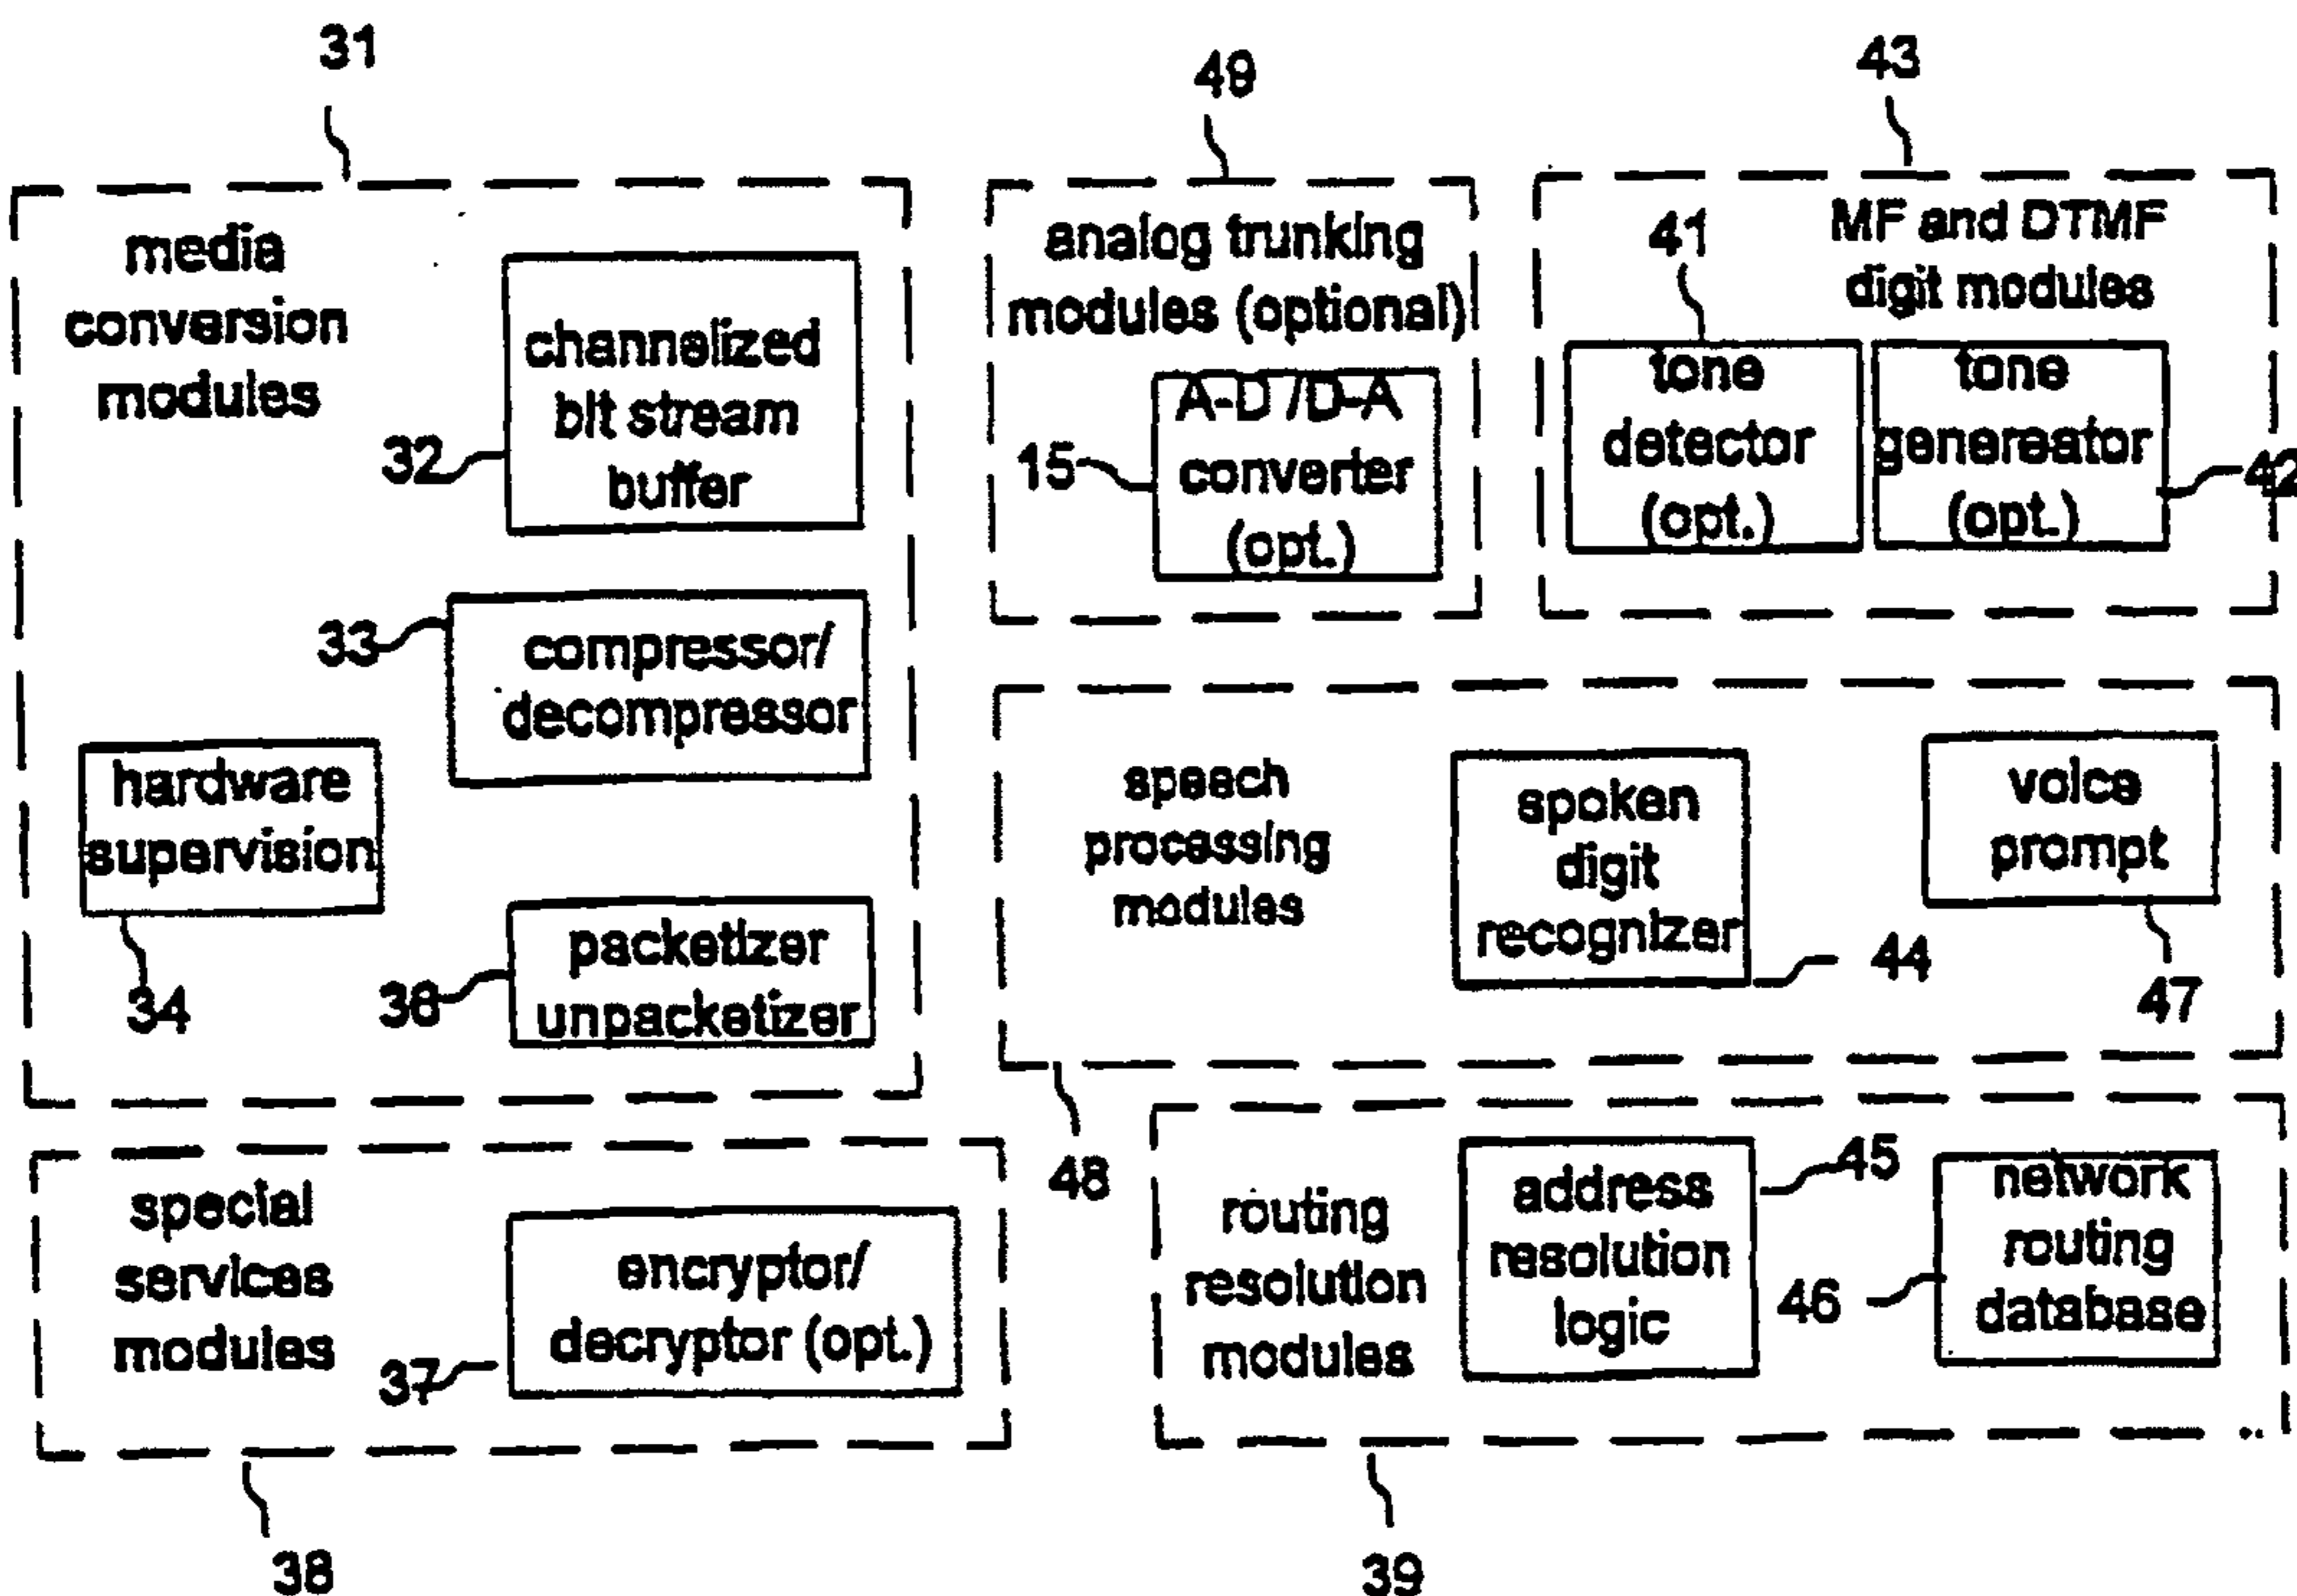 31
49
43
media
conversion
modules
channelized
bit stream
buffer
32
compressor/
decompressor
33
hardware
supervision
34
packetizer
unpacketizer
36
analog trunking
modules (optional)
A-D /D-A
converter
(opt.)
15
41
MF and DTMF
digit modules
tone
detector
(opt.)
tone
genereator
(opt.)
42
speech
processing
modules
spoken
digit
recognizer
44
voice
prompt
47
48
special
services
modules
encryptor/
decryptor (opt.)
37
38
routing
resolution
modules
address
resolution
logic
45
network
routing
database
46
39